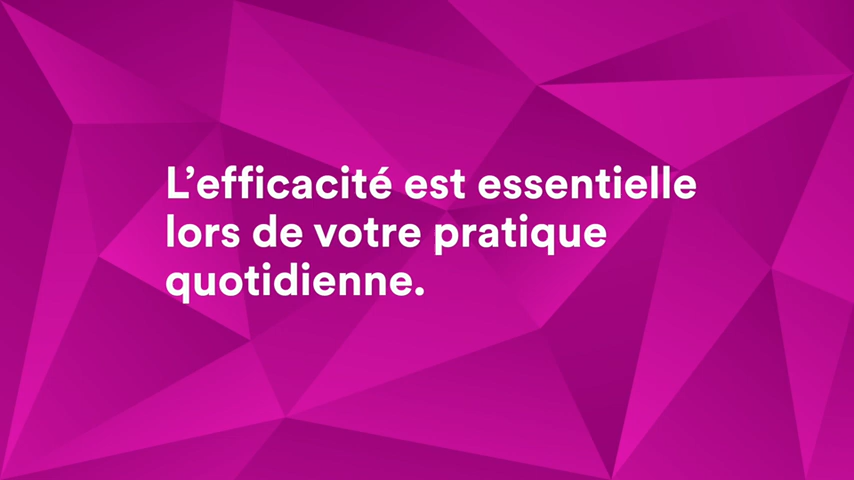 L’efficacité est essentielle
lors de votre pratique
quotidienne.